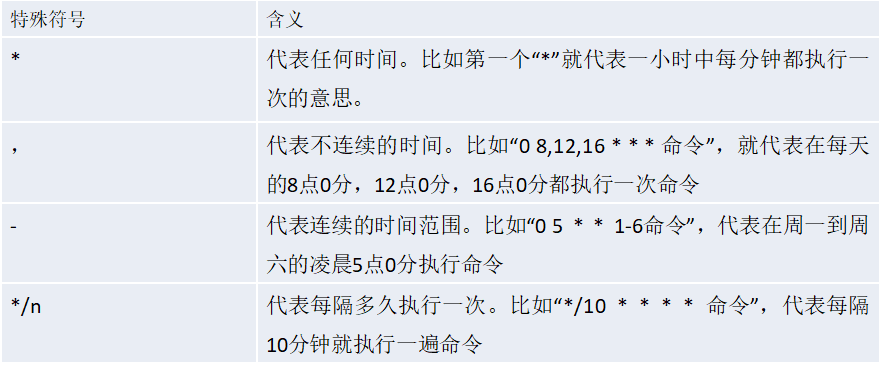 特殊符号 含义
* 代表任何时间。比如第一个“*”就代表一小时中每分钟都执行一
次的意思。
， 代表不连续的时间。比如“0 8,12,16 * * * 命令”，就代表在每天
的8点0分，12点0分，16点0分都执行一次命令
- 代表连续的时间范围。比如“0 5 * * 1-6命令”，代表在周一到周
六的凌晨5点0分执行命令
*/n 代表每隔多久执行一次。比如“*/10 * * * * 命令”，代表每隔
10分钟就执行一遍命令